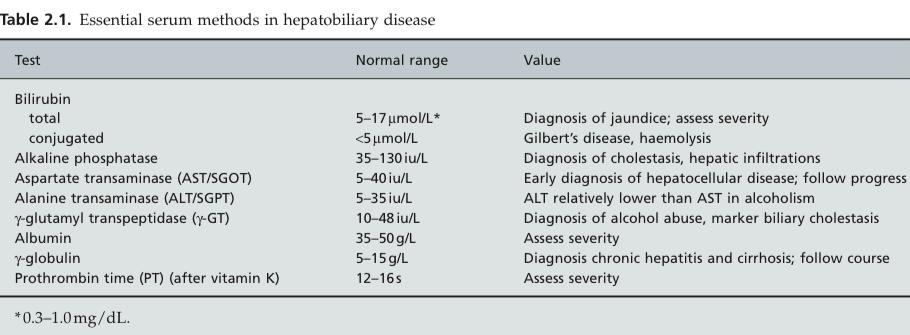 Table 2.1. Essential serum methods in hepatobiliary disease
Test Normal range Value
Bilirubin
total 5–17 μmol/L* Diagnosis of jaundice; assess severity
conjugated <5 μmol/L Gilbert’s disease, haemolysis
Alkaline phosphatase 35–130 iu/L Diagnosis of cholestasis, hepatic infiltrations
Aspartate transaminase (AST/SGOT) 5–40 iu/L Early diagnosis of hepatocellular disease; follow progress
Alanine transaminase (ALT/SGPT) 5–35 iu/L ALT relatively lower than AST in alcoholism
γ-glutamyl transpeptidase (γ-GT) 10–48 iu/L Diagnosis of alcohol abuse, marker biliary cholestasis
Albumin 35–50 g/L Assess severity
γ-globulin 5–15 g/L Diagnosis chronic hepatitis and cirrhosis; follow course
Prothrombin time (PT) (after vitamin K) 12–16 s Assess severity
*0.3–1.0 mg/dL.